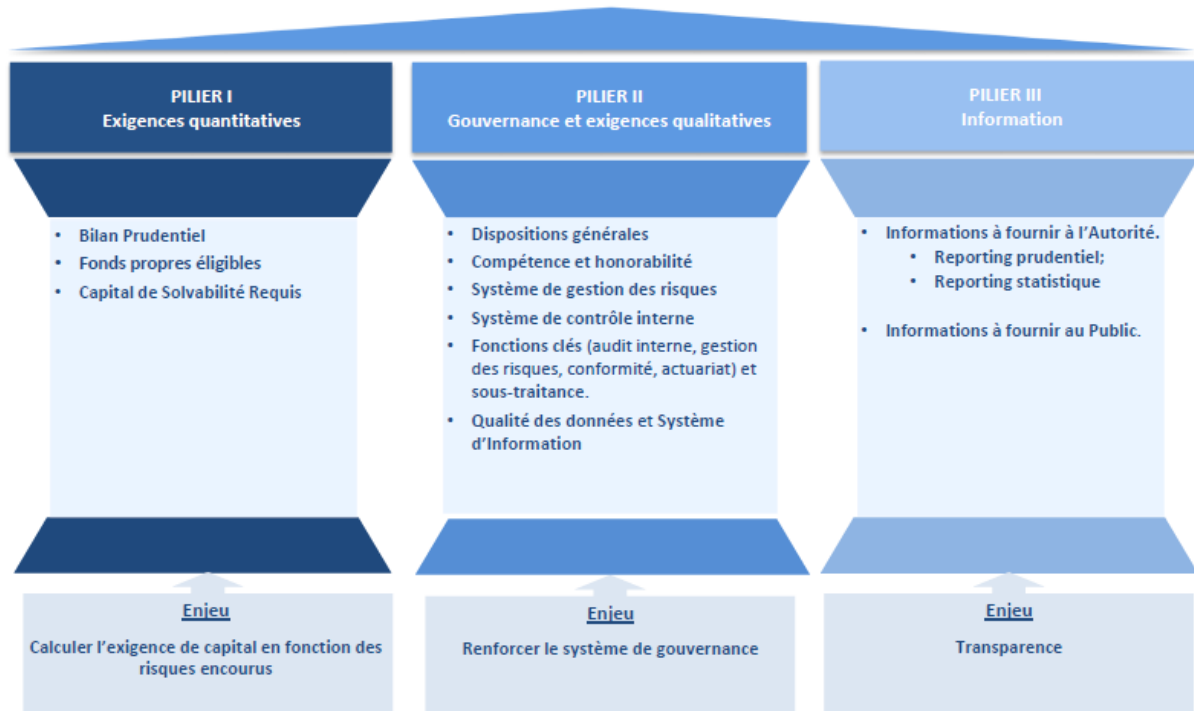 PILIER I
Exigences quantitatives
• Bilan Prudentiel
• Fonds propres éligibles
• Capital de Solvabilité Requis
Enjeu
Calculer l'exigence de capital en fonction des
risques encourus
PILIER II
Gouvernance et exigences qualitatives
• Dispositions générales
• Compétence et honorabilité
• Système de gestion des risques
• Système de contrôle interne
• Fonctions clés (audit interne, gestion
des risques, conformité, actuariat) et
sous-traitance.
• Qualité des données et Système
d'Information
Enjeu
Renforcer le système de gouvernance
PILIER III
Information
• Informations à fournir à l'Autorité.
• Reporting prudentiel;
• Reporting statistique
• Informations à fournir au Public.
Enjeu
Transparence